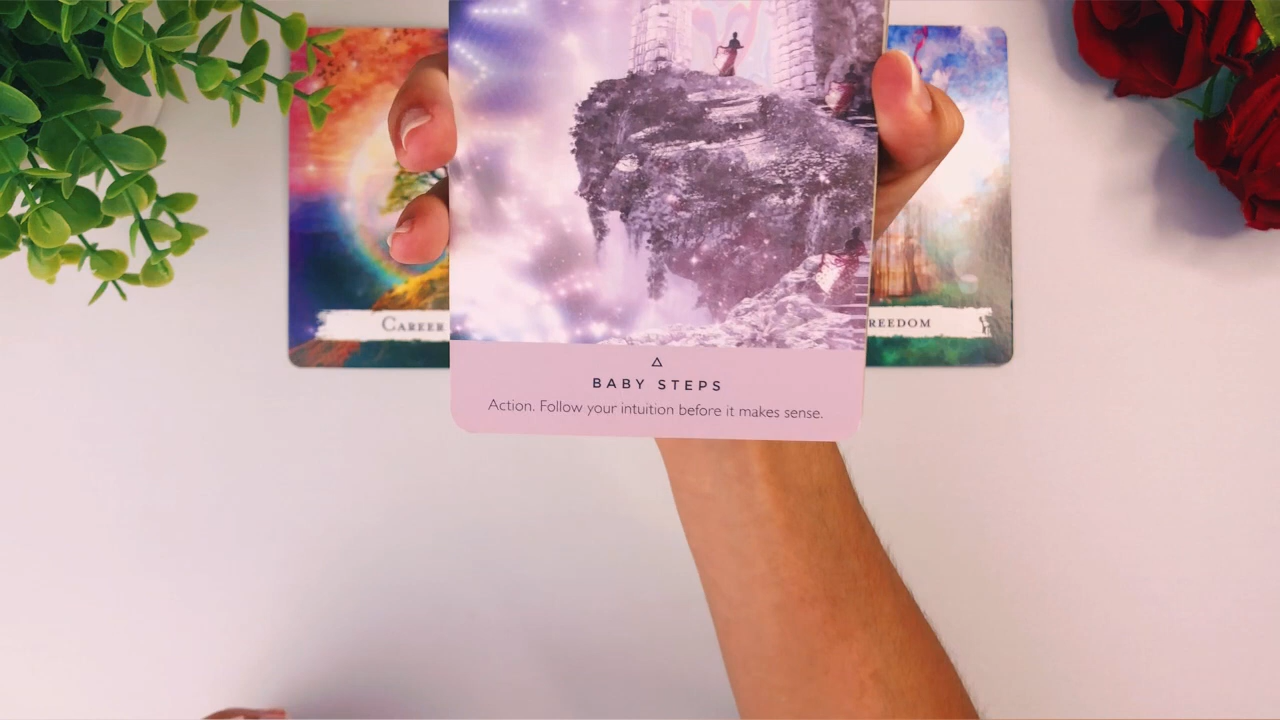 CAREER
REEDOM
BABY STEPS
Action. Follow your intuition before it makes sense.